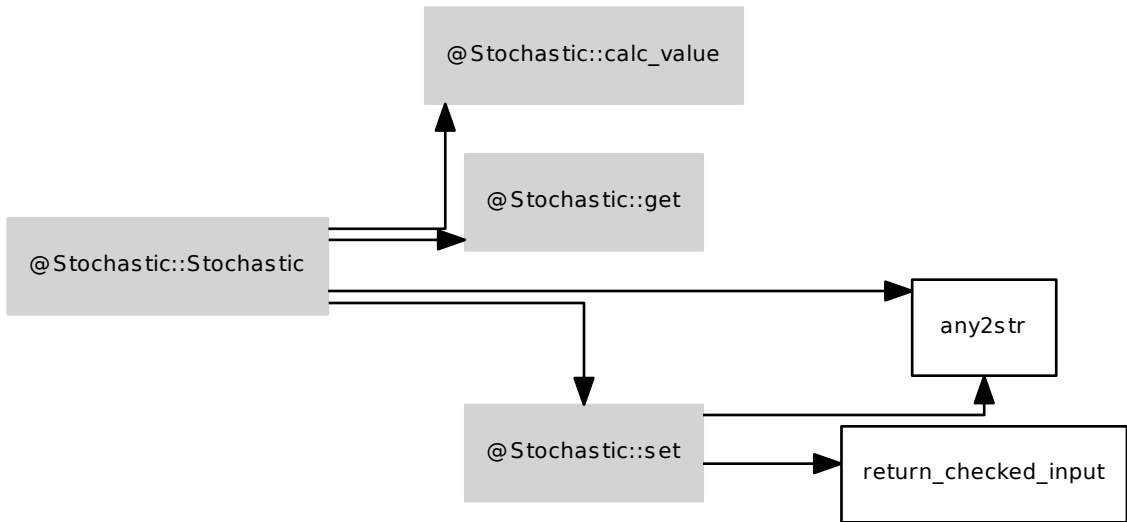 @Stochastic::calc_value
@Stochastic::get
@Stochastic::Stochastic
any2str
@Stochastic::set
return_checked_input